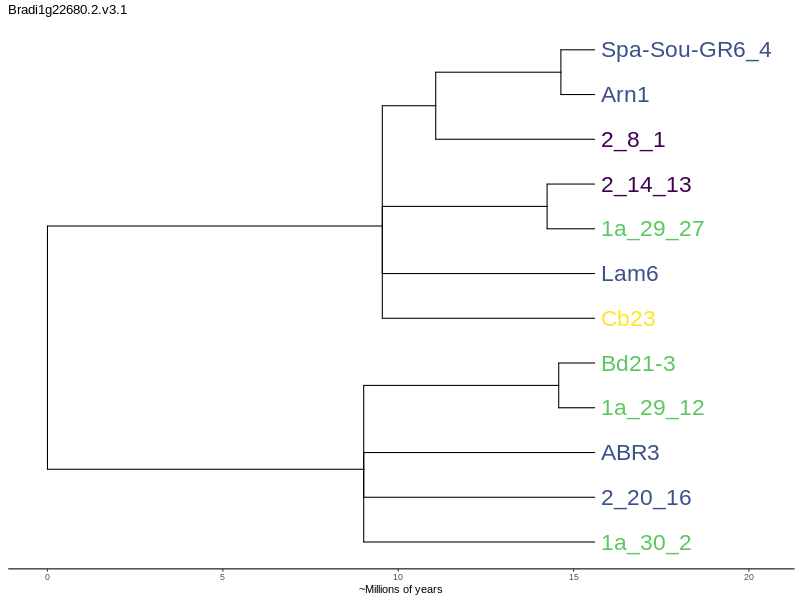 Bradi1g22680.2.v3.1
Spa-Sou-GR6_4
Arn1
2_8_1
2_14_13
1a_29_27
Lam6
Cb23
Bd21-3
1a_29_12
ABR3
2_20_16
1a_30_2
0 5 10 15 20
~Millions of years